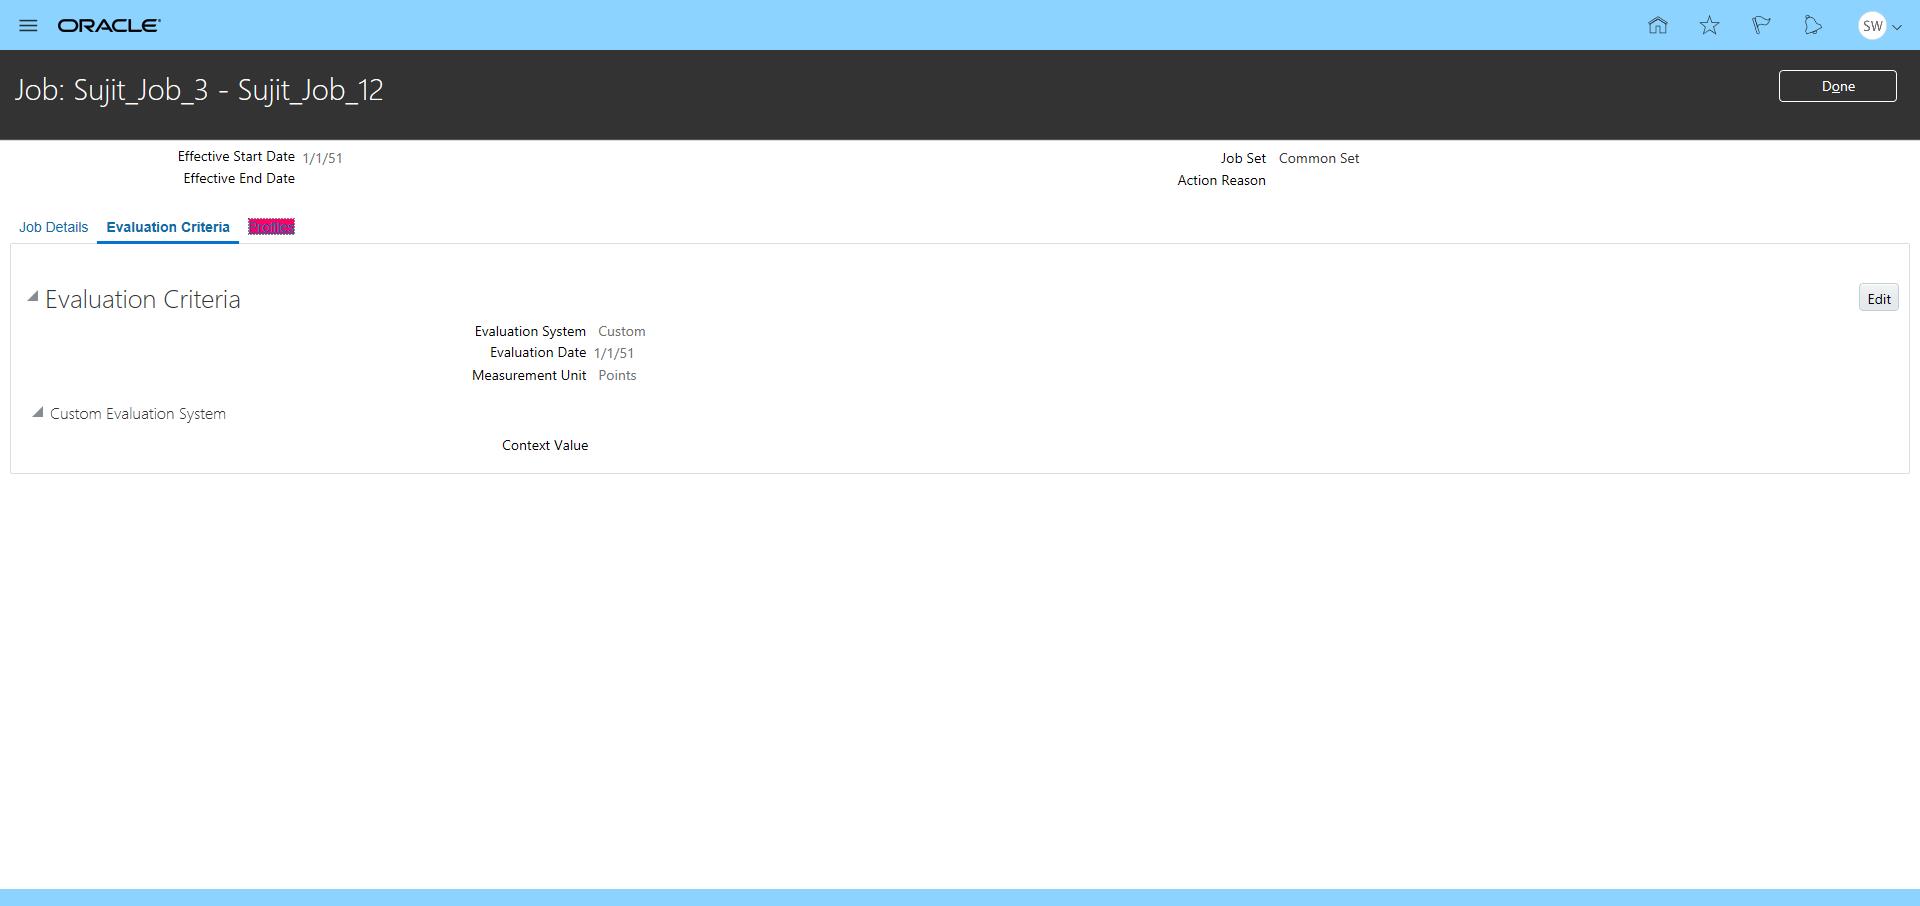 ORACLE
SW
Job: Sujit_Job_3 - Sujit_Job_12
Done
Effective Start Date 1/1/51
Job Set Common Set
Effective End Date
Action Reason
Job Details Evaluation Criteria Profiles
Evaluation Criteria
Edit
Evaluation System Custom
Evaluation Date 1/1/51
Measurement Unit Points
Custom Evaluation System
Context Value